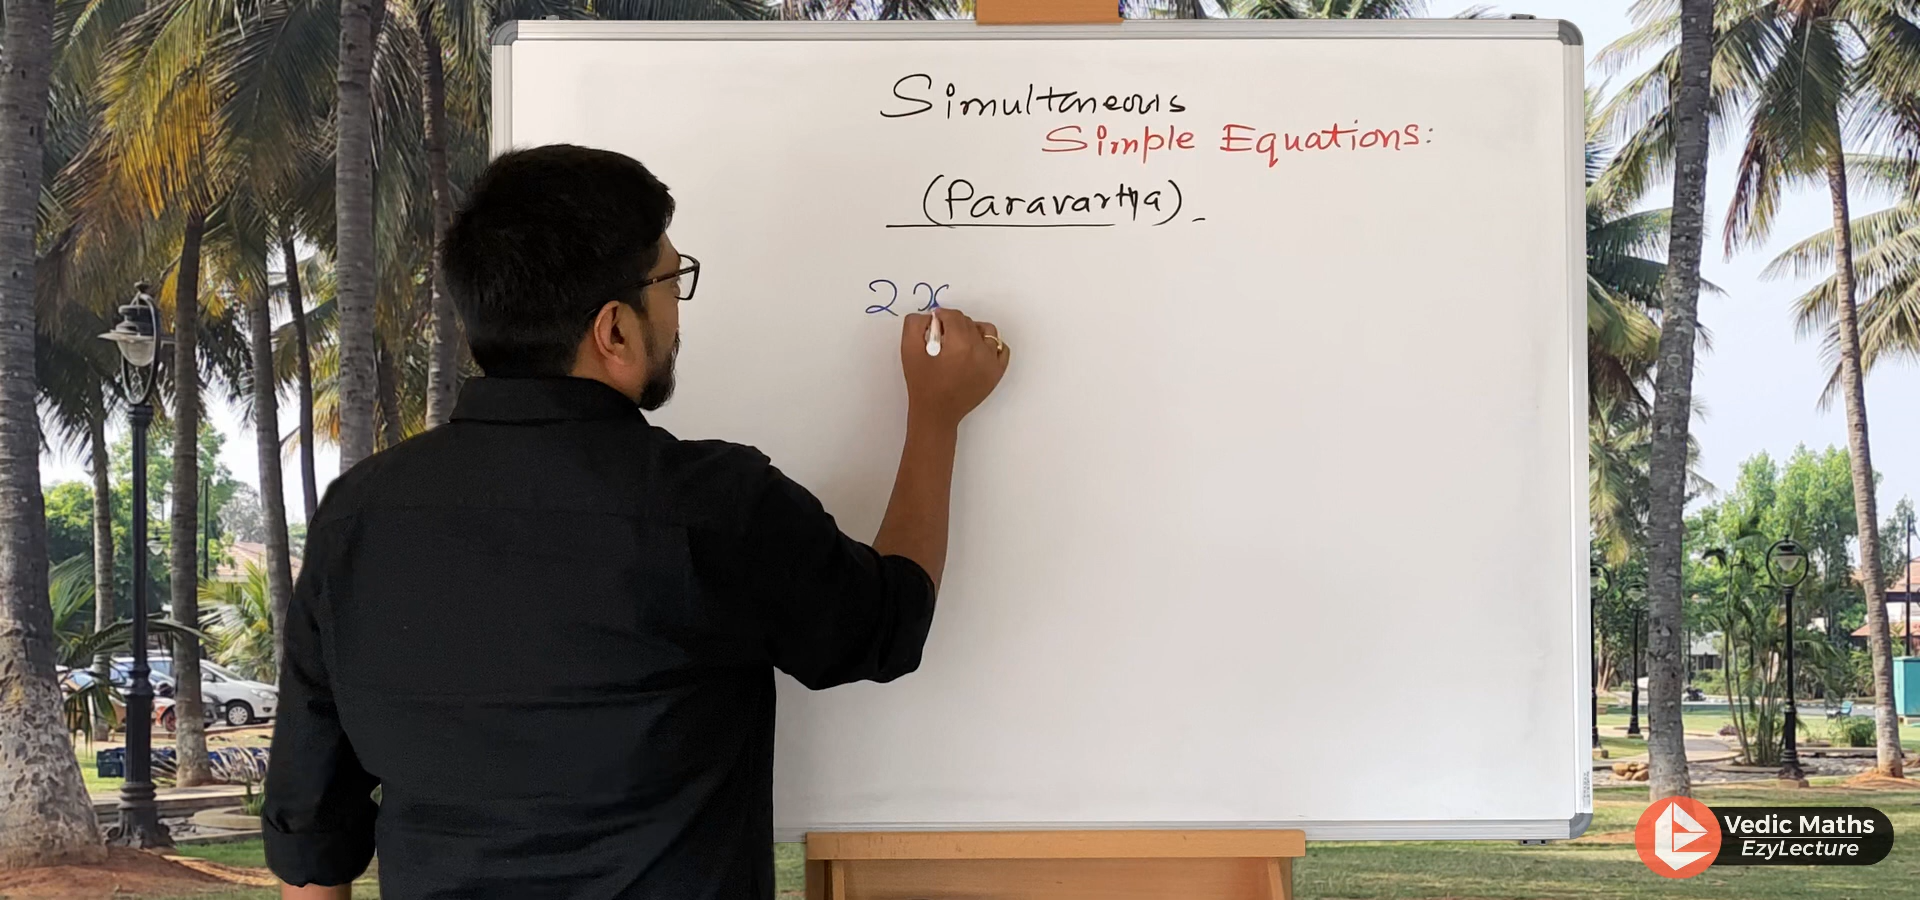 Simultaneous
Simple Equations:
(Paravartya)
2x
Vedic Maths
EzyLecture